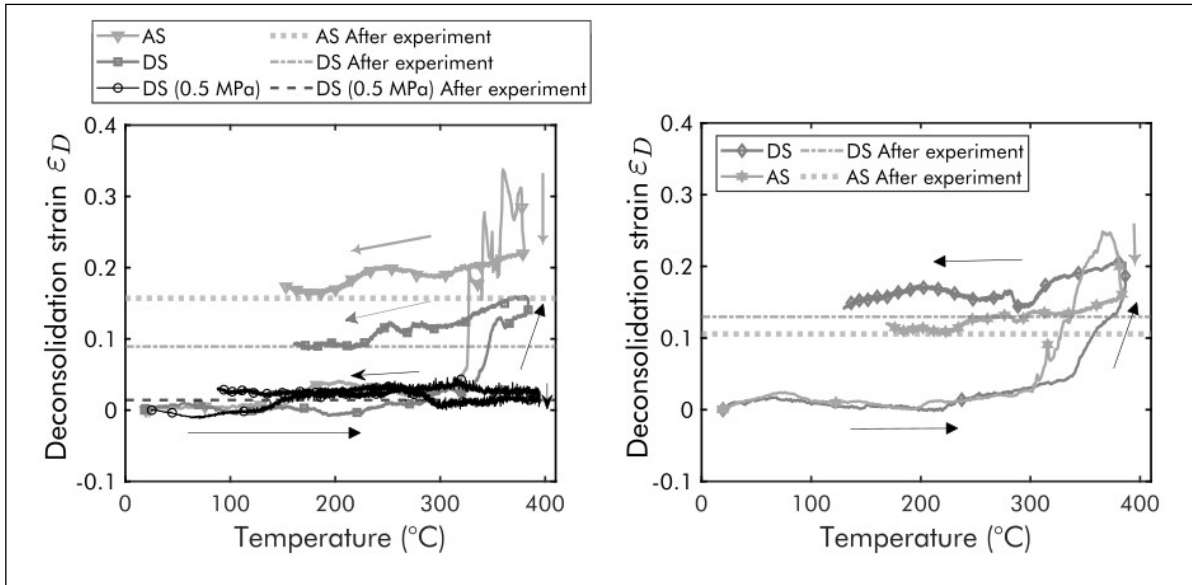 AS AS After experiment
DS DS After experiment
DS (0.5 MPa) DS (0.5 MPa) After experiment
0.4
0.3
0.2
0.1
0
-0.1
Deconsolidation strain εD
0 100 200 300 400
Temperature (°C)
DS DS After experiment
AS AS After experiment
0.4
0.3
0.2
0.1
0
-0.1
Deconsolidation strain εD
0 100 200 300 400
Temperature (°C)